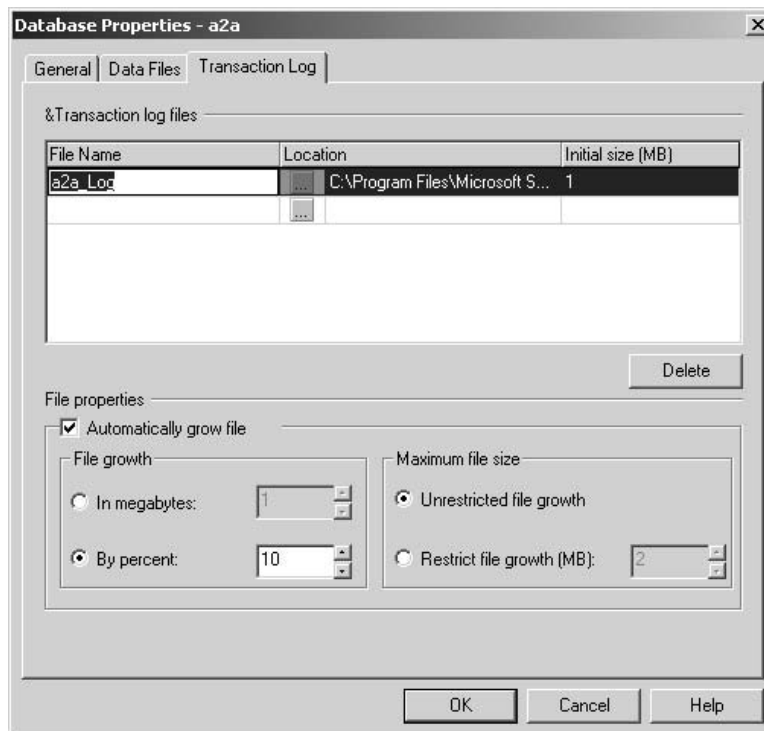 Database Properties - a2a
General Data Files Transaction Log
&Transaction log files
File Name Location Initial size (MB)
a2a_Log ... C:\Program Files\Microsoft S... 1
...
Delete
File properties
Automatically grow file
File growth Maximum file size
In megabytes: 1 Unrestricted file growth
By percent: 10 Restrict file growth (MB): 2
OK Cancel Help